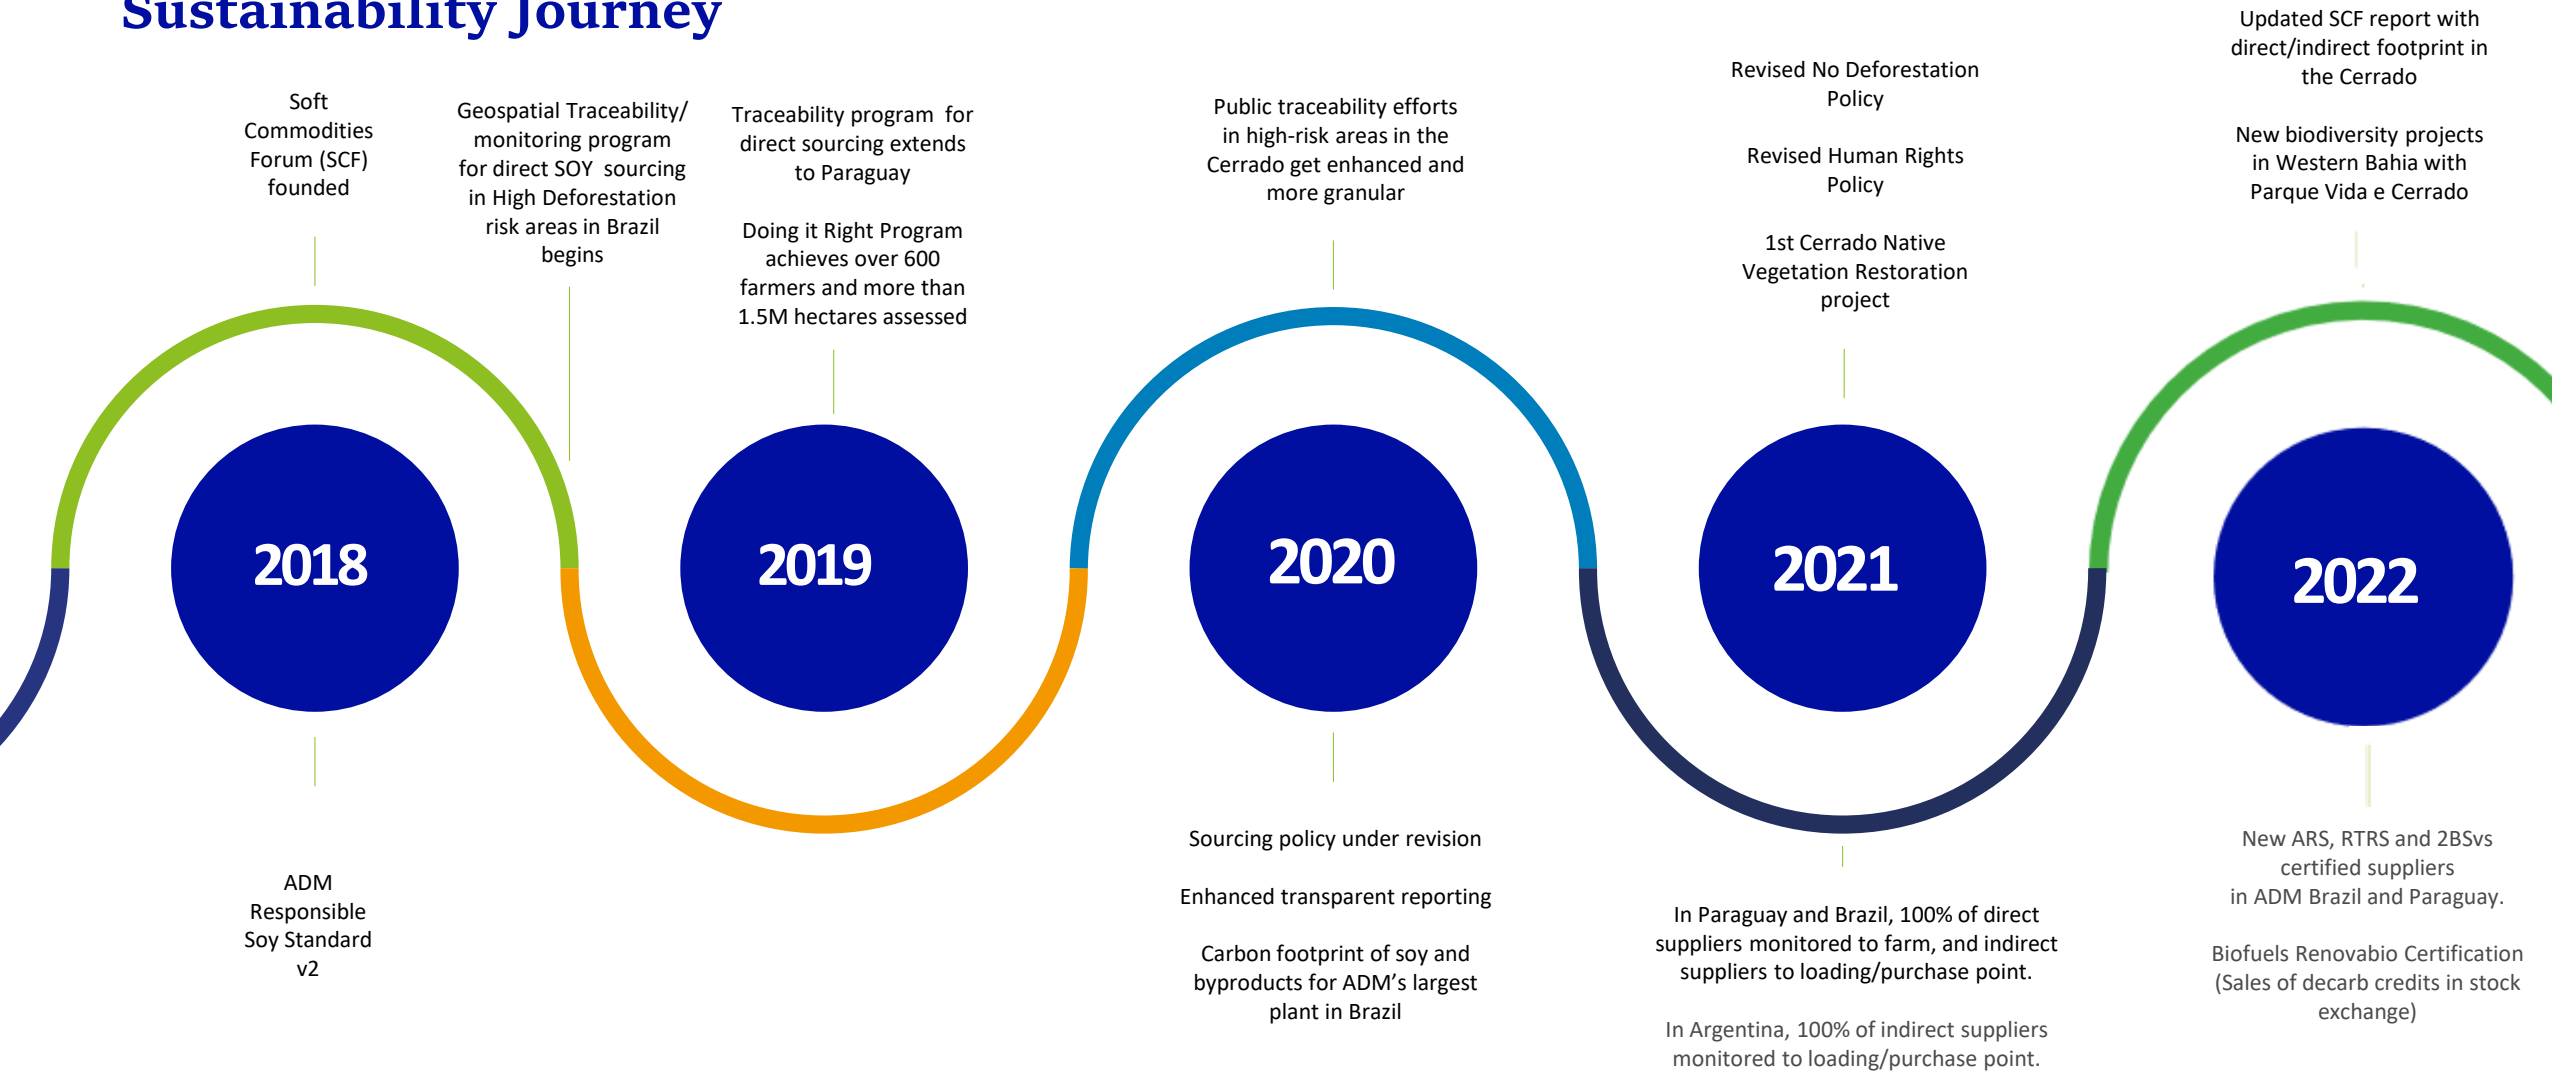 Sustainability Journey
Soft
Commodities
Forum (SCF)
founded
2018
ADM
Responsible
Soy Standard
v2
Geospatial Traceability/
monitoring program
for direct SOY sourcing
in High Deforestation
risk areas in Brazil
begins
Traceability program for
direct sourcing extends
to Paraguay
Doing it Right Program
achieves over 600
farmers and more than
1.5M hectares assessed
2019
Public traceability efforts
in high-risk areas in the
Cerrado get enhanced and
more granular
2020
Sourcing policy under revision
Enhanced transparent reporting
Carbon footprint of soy and
byproducts for ADM’s largest
plant in Brazil
Revised No Deforestation
Policy
Revised Human Rights
Policy
1st Cerrado Native
Vegetation Restoration
project
2021
In Paraguay and Brazil, 100% of direct
suppliers monitored to farm, and indirect
suppliers to loading/purchase point.
In Argentina, 100% of indirect suppliers
monitored to loading/purchase point.
Updated SCF report with
direct/indirect footprint in
the Cerrado
New biodiversity projects
in Western Bahia with
Parque Vida e Cerrado
2022
New ARS, RTRS and 2BSvs
certified suppliers
in ADM Brazil and Paraguay.
Biofuels Renovabio Certification
(Sales of decarb credits in stock
exchange)